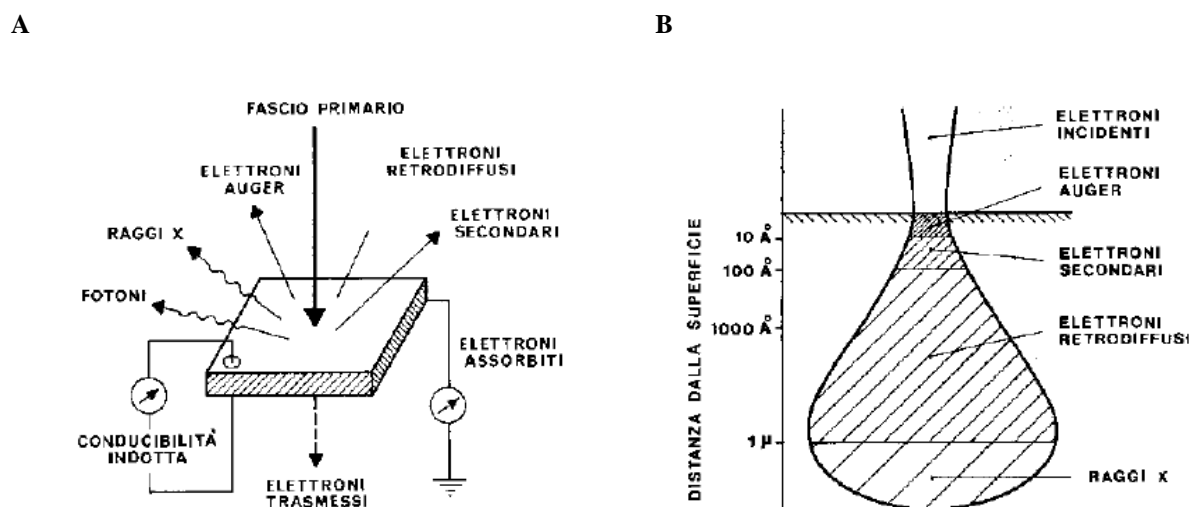 A
B
FASCIO PRIMARIO
ELETTRONI
AUGER
ELETTRONI
RETRODIFFUSI
ELETTRONI
SECONDARI
RAGGI X
FOTONI
ELETTRONI
ASSORBITI
CONDUCIBILITÀ
INDOTTA
ELETTRONI
TRASMESSI
DISTANZA DALLA SUPERFICIE
10 Å
100 Å
1000 Å
1 µ
ELETTRONI
INCIDENTI
ELETTRONI
AUGER
ELETTRONI
SECONDARI
ELETTRONI
RETRODIFFUSI
RAGGI X